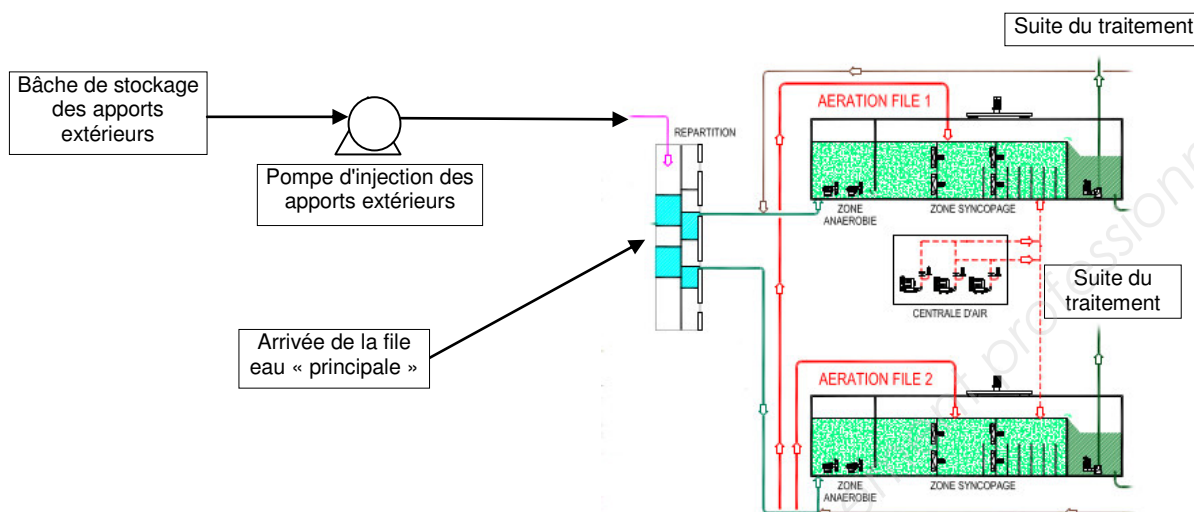 Suite du traitement
Bâche de stockage
des apports
extérieurs
Pompe d'injection des
apports extérieurs
REPARTITION
AERATION FILE 1
ZONE
ANAEROBIE
ZONE SYNCOPAGE
CENTRALE D'AIR
Suite du
traitement
Arrivée de la file
eau « principale »
AERATION FILE 2
ZONE
ANAEROBIE
ZONE SYNCOPAGE